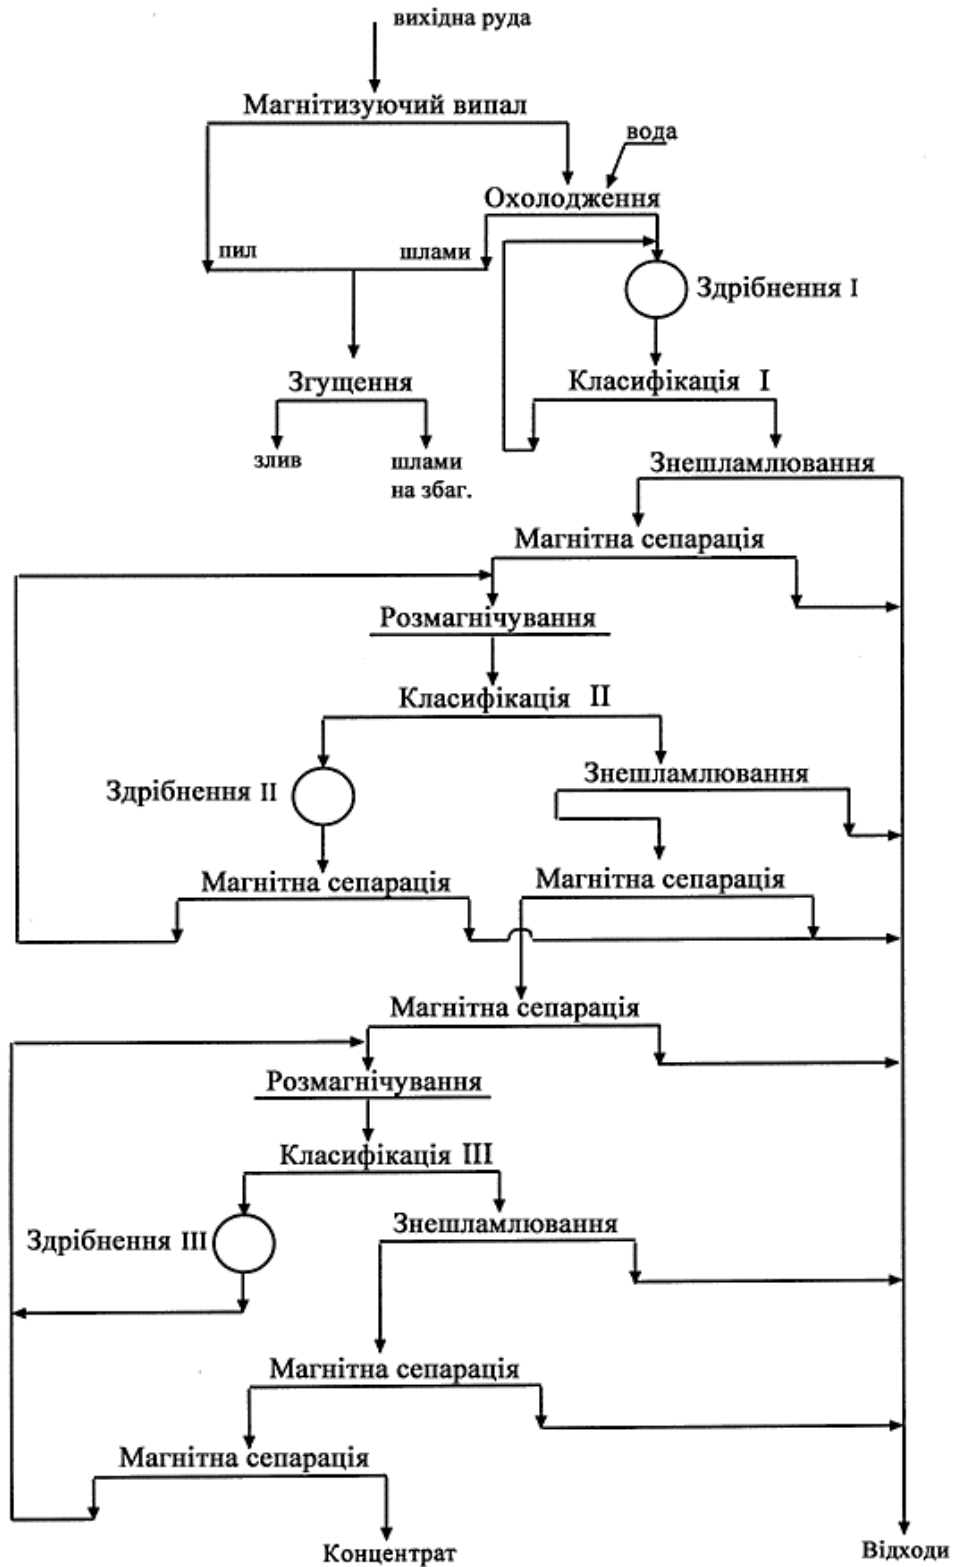 вихідна руда
Магнітизуючий випал
вода
Охолодження
пил
шлами
Здрібнення I
Згущення
Класифікація I
злив
шлами
на збаг.
Знешламлювання
Магнітна сепарація
Розмагнічування
Класифікація II
Знешламлювання
Здрібнення II
Магнітна сепарація
Магнітна сепарація
Магнітна сепарація
Розмагнічування
Класифікація III
Знешламлювання
Здрібнення III
Магнітна сепарація
Магнітна сепарація
Концентрат
Відходи